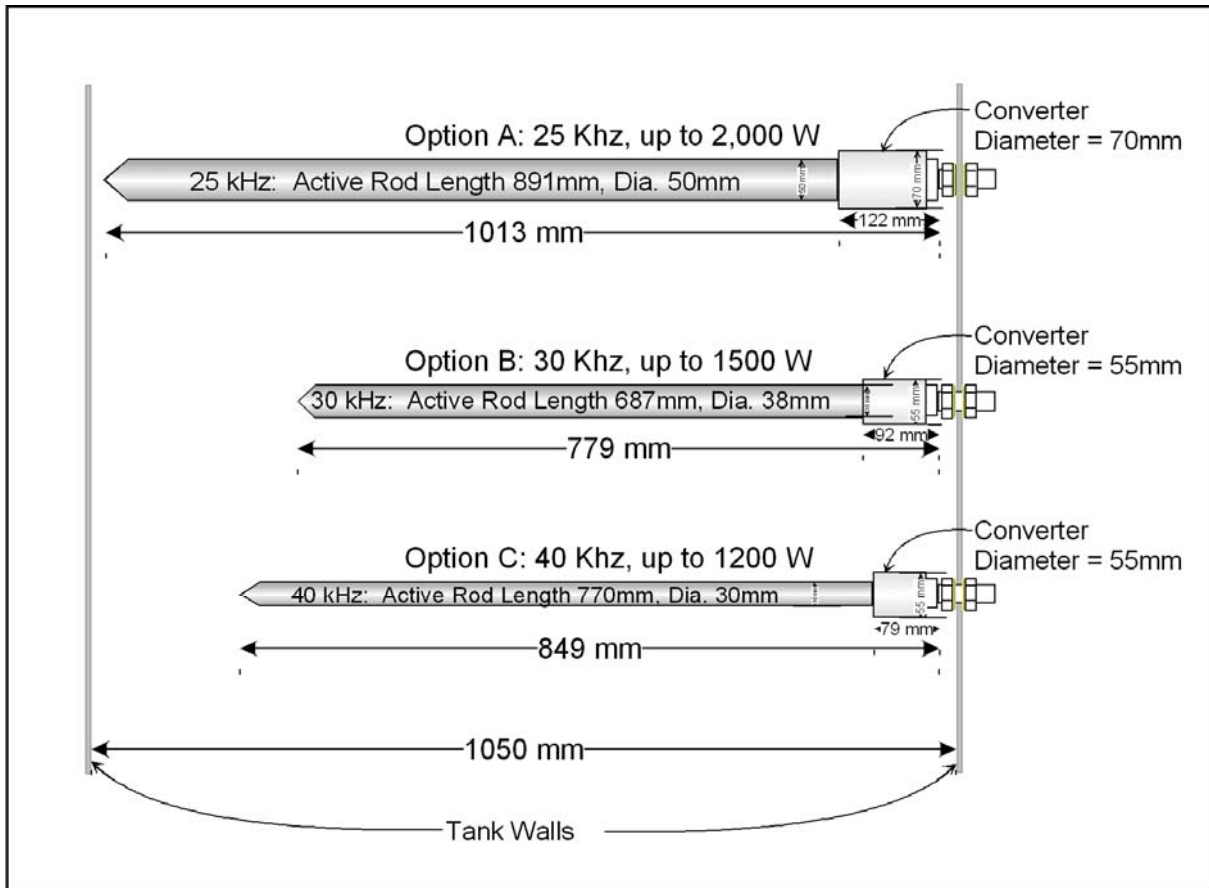 Option A: 25 Khz, up to 2,000 W
Converter
Diameter = 70mm
25 kHz:  Active Rod Length 891mm, Dia. 50mm
50 mm
70 mm
122 mm
1013 mm
Option B: 30 Khz, up to 1500 W
Converter
Diameter = 55mm
30 kHz:  Active Rod Length 687mm, Dia. 38mm
55 mm
92 mm
779 mm
Option C: 40 Khz, up to 1200 W
Converter
Diameter = 55mm
40 kHz:  Active Rod Length 770mm, Dia. 30mm
55 mm
79 mm
849 mm
1050 mm
Tank Walls